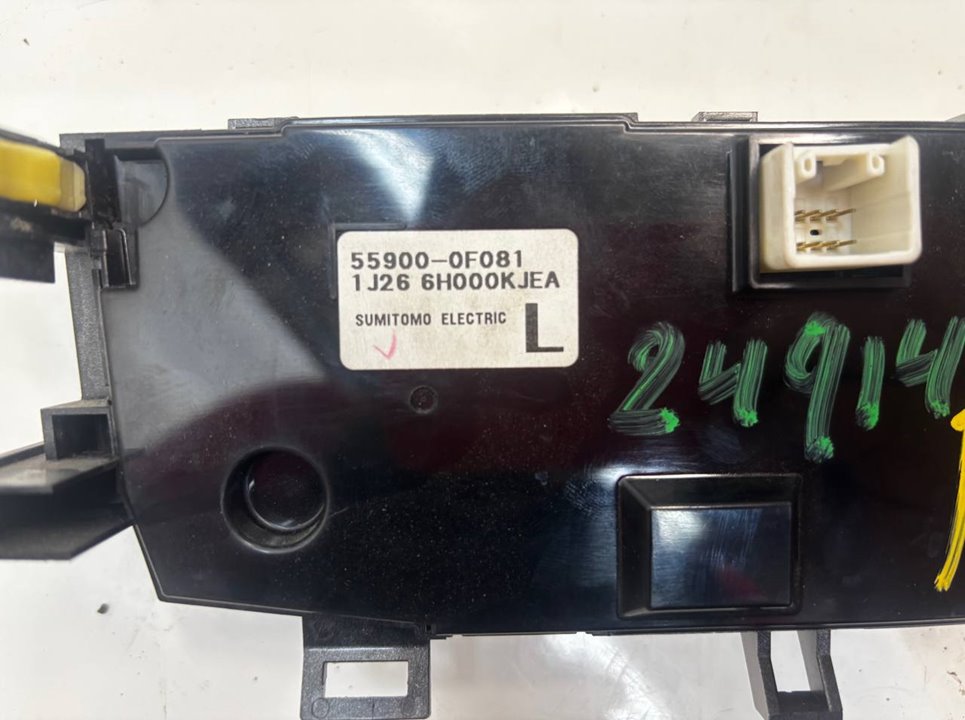 55900-0F081
1J26 6H000KJEA
SUMITOMO ELECTRIC L
24914